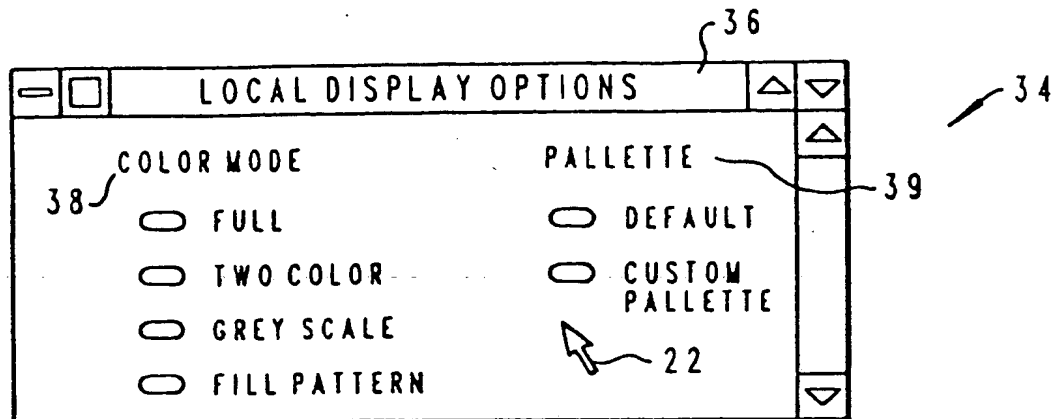 36
LOCAL DISPLAY OPTIONS
34
COLOR MODE
38
FULL
TWO COLOR
GREY SCALE
FILL PATTERN
PALLETTE
39
DEFAULT
CUSTOM
PALLETTE
22